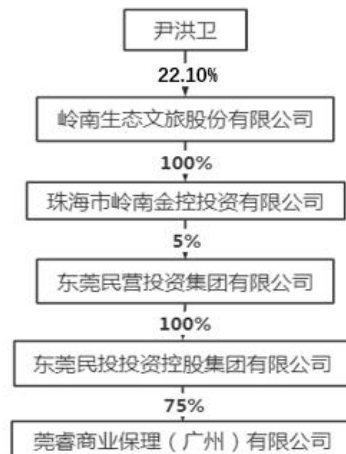 尹洪卫
22.10%
岭南生态文旅股份有限公司
100%
珠海市岭南金控投资有限公司
5%
东莞民营投资集团有限公司
100%
东莞民投投资控股集团有限公司
75%
莞睿商业保理（广州）有限公司